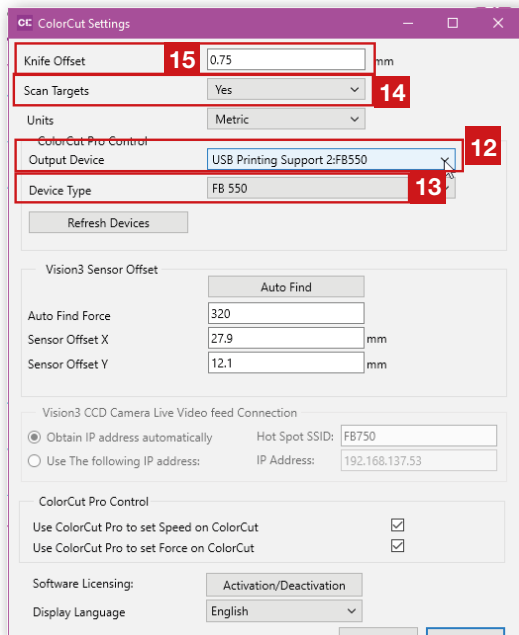 CC ColorCut Settings
Knife Offset 15 0.75 mm
Scan Targets Yes 14
Units Metric
ColorCut Pro Control 12
Output Device USB Printing Support 2:FB550
Device Type FB 550 13
Refresh Devices
Vision3 Sensor Offset
Auto Find
Auto Find Force 320
Sensor Offset X 27.9 mm
Sensor Offset Y 12.1 mm
Vision3 CCD Camera Live Video feed Connection
Obtain IP address automatically Hot Spot SSID: FB750
Use The following IP address: IP Address: 192.168.137.53
ColorCut Pro Control
Use ColorCut Pro to set Speed on ColorCut
Use ColorCut Pro to set Force on ColorCut
Software Licensing: Activation/Deactivation
Display Language English